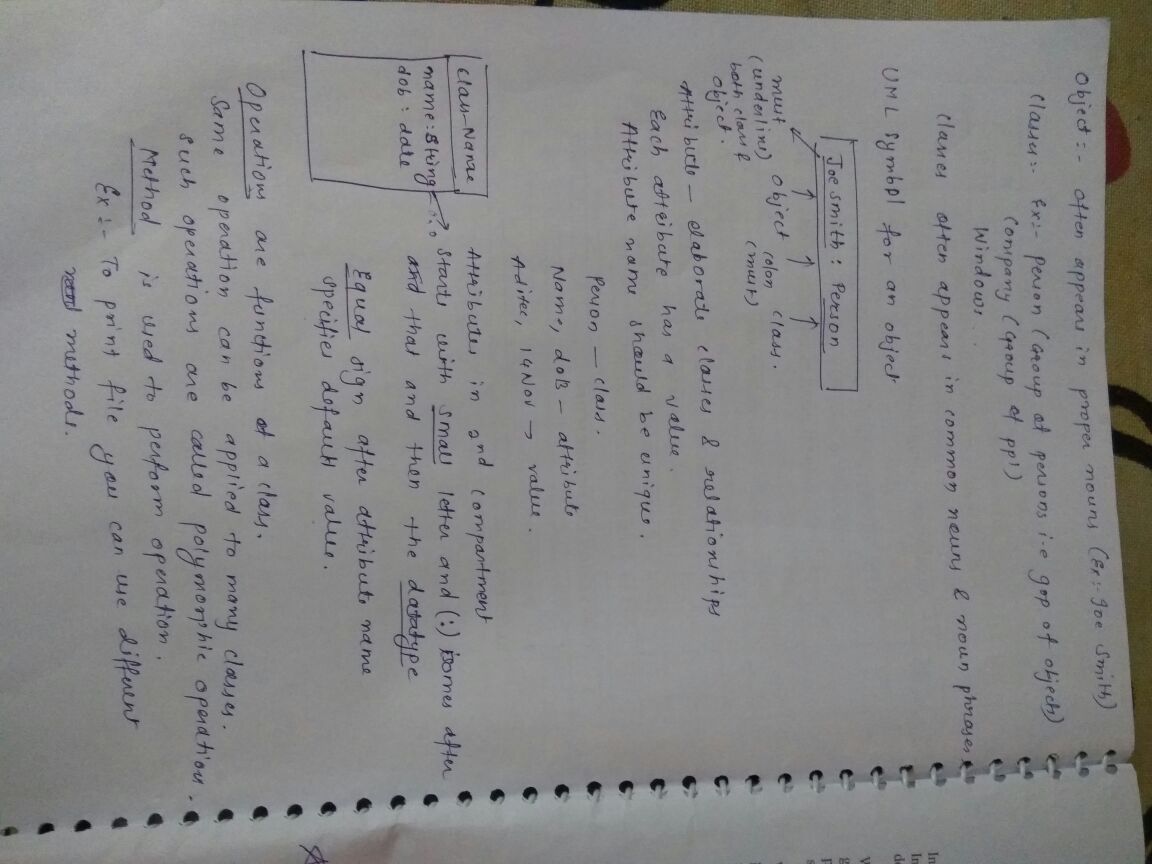 Object :- often appears in proper nouns (Ex:- Joe Smith)
Class :- Ex:- person (Group of persons i.e grp of objects)
Company (Group of ppl)
Windows.
Classes often appears in common nouns & noun phrases
UML symbol for an object
Joe Smith : Person
must (underline) both class & object.
object
colon (must)
class.
Attribute - elaborate classes & relationships
Each attribute has a value.
Attribute name should be unique.
Person - class.
Name, dob - attribute
Aditee, 14 Nov → value.
Class-Name
name : String
dob : date
Attributes in 2nd compartment
Starts with small letter and (:) comes after
that and then the datatype
Equal sign after attribute name
specifies default value.
Operations are functions of a class.
Same operation can be applied to many classes.
Such operations are called polymorphic operation.
Method is used to perform operation.
Ex :- To print file you can use different
methods.